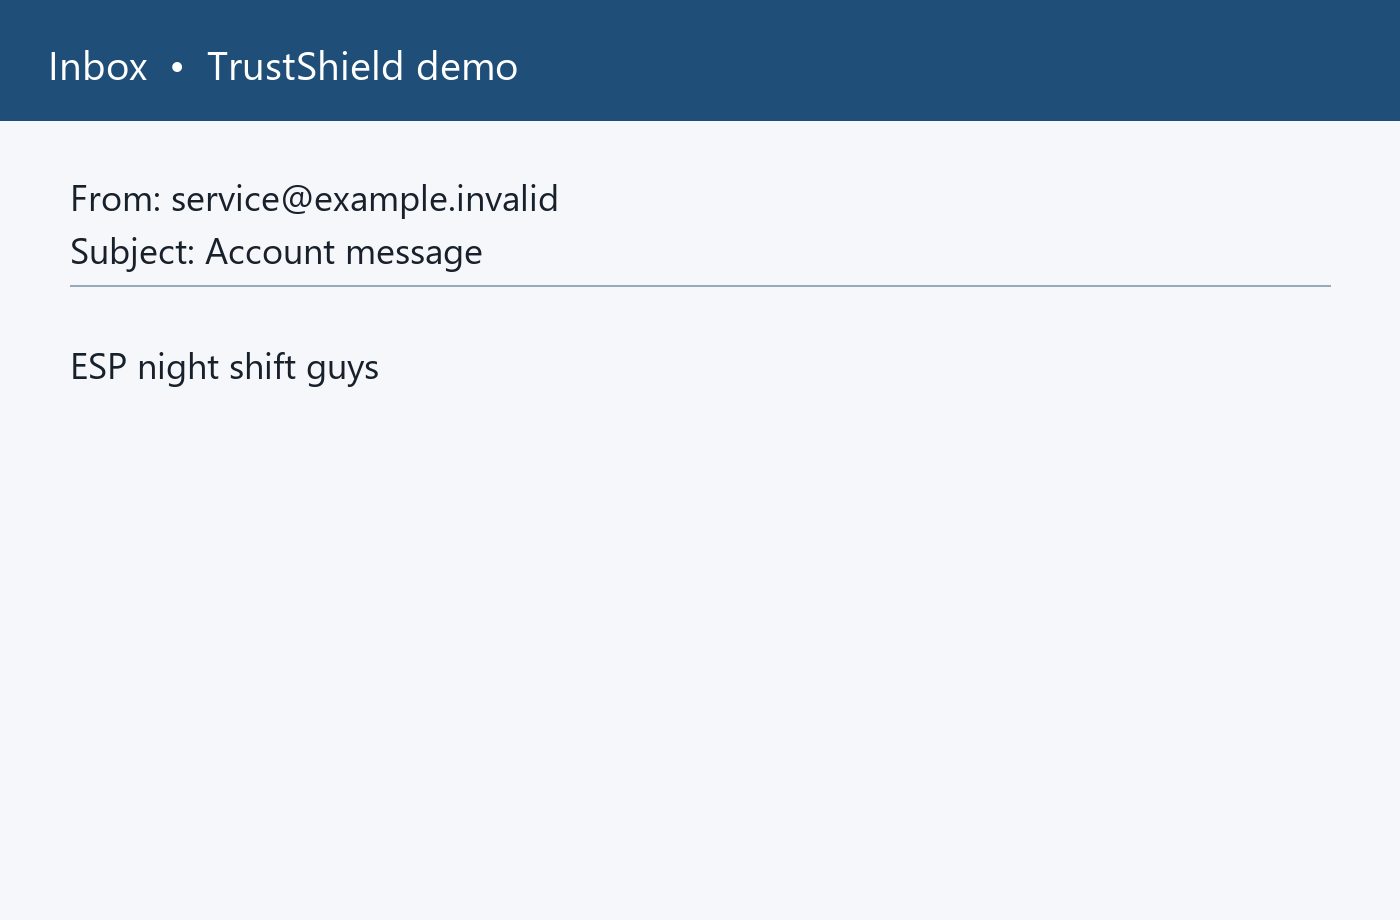 Inbox • TrustShield demo
From: service@example.invalid
Subject: Account message
ESP night shift guys